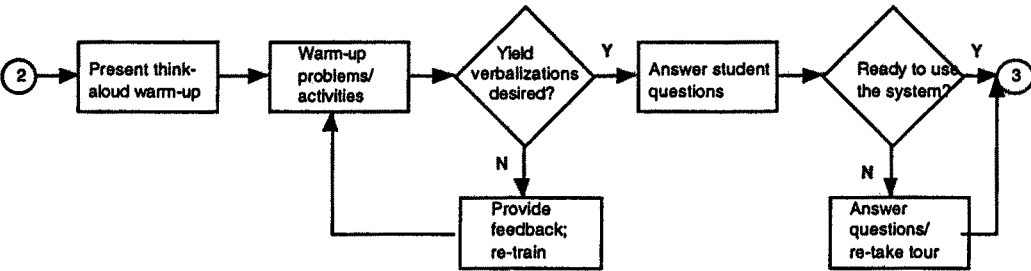 2
Present think-
aloud warm-up
Warm-up
problems/
activities
Yield
verbalizations
desired?
Y
N
Provide
feedback;
re-train
Answer student
questions
Ready to use
the system?
Y
N
Answer
questions/
re-take tour
3